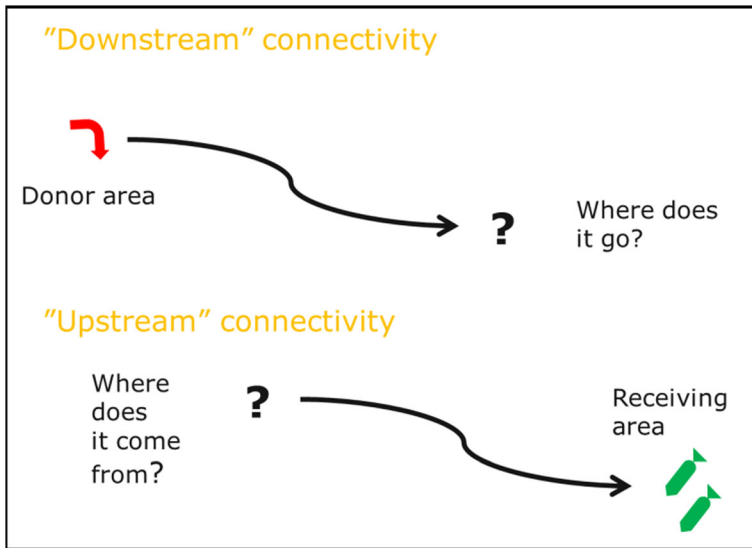 ”Downstream” connectivity
Donor area
?
Where does
it go?
”Upstream” connectivity
Where
does
it come
from?
?
Receiving
area